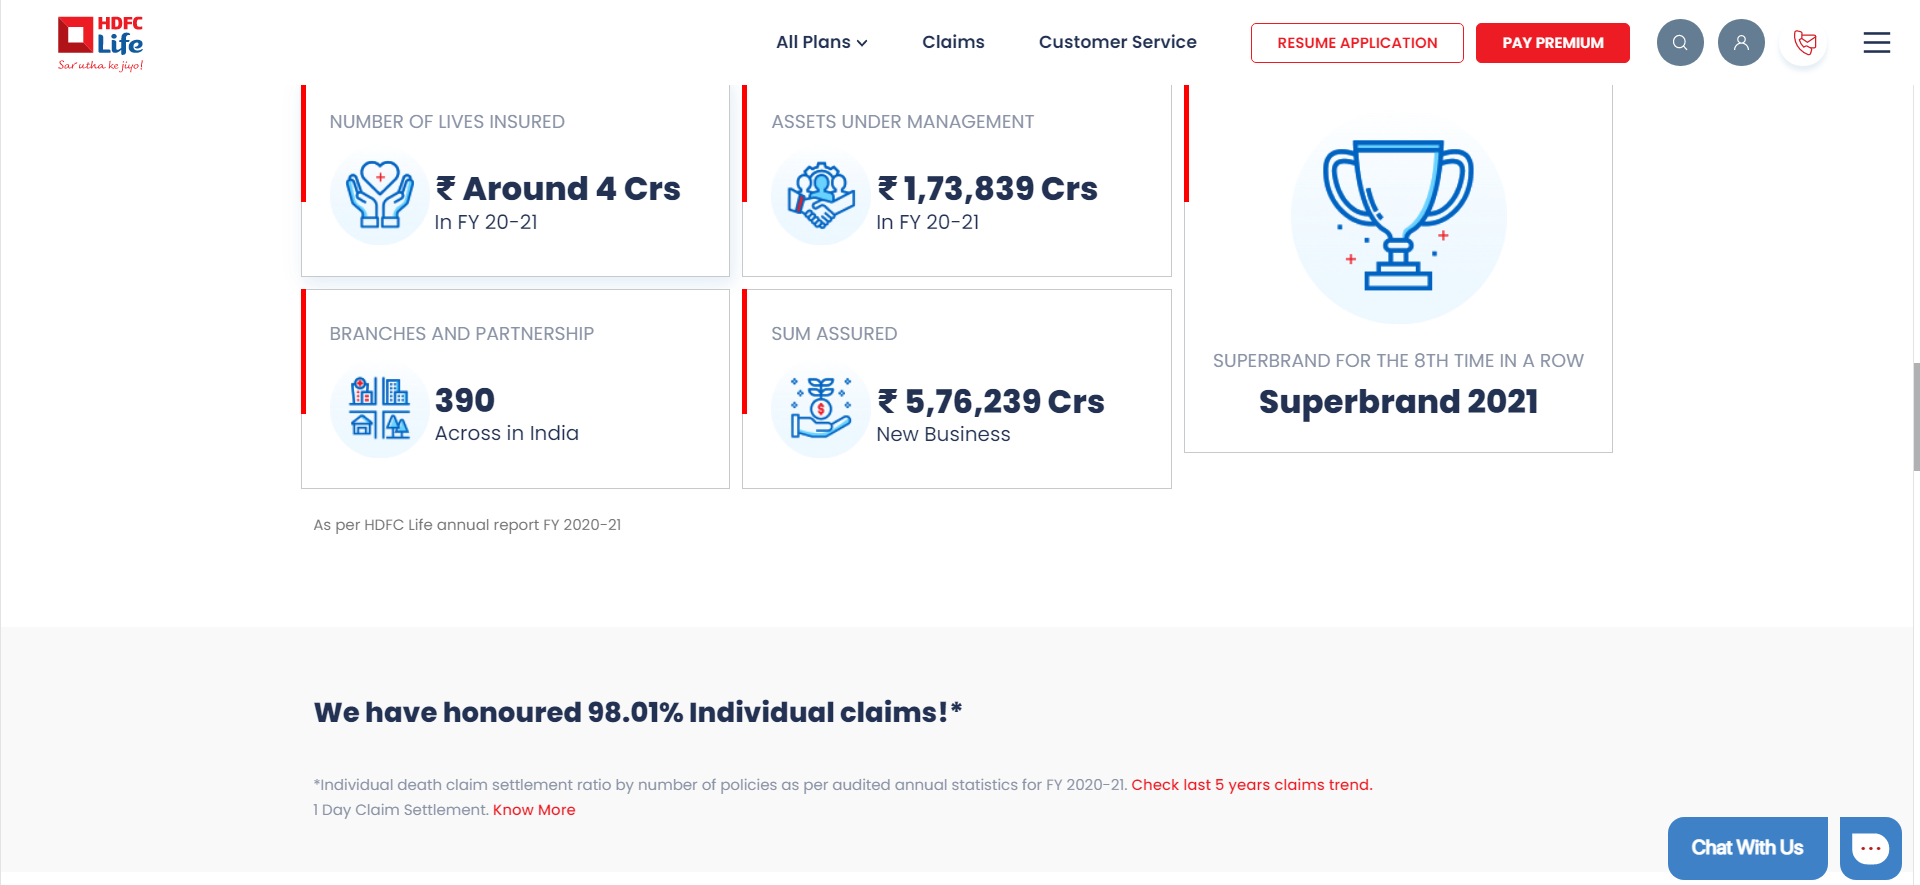 HDFC
Life
Sar utha ke jiyo!
All Plans
Claims
Customer Service
RESUME APPLICATION
PAY PREMIUM
NUMBER OF LIVES INSURED
₹ Around 4 Crs
In FY 20-21
ASSETS UNDER MANAGEMENT
₹ 1,73,839 Crs
In FY 20-21
BRANCHES AND PARTNERSHIP
390
Across in India
SUM ASSURED
$
₹ 5,76,239 Crs
New Business
SUPERBRAND FOR THE 8TH TIME IN A ROW
Superbrand 2021
As per HDFC Life annual report FY 2020-21
We have honoured 98.01% Individual claims!*
*Individual death claim settlement ratio by number of policies as per audited annual statistics for FY 2020-21. Check last 5 years claims trend.
1 Day Claim Settlement. Know More
Chat With Us